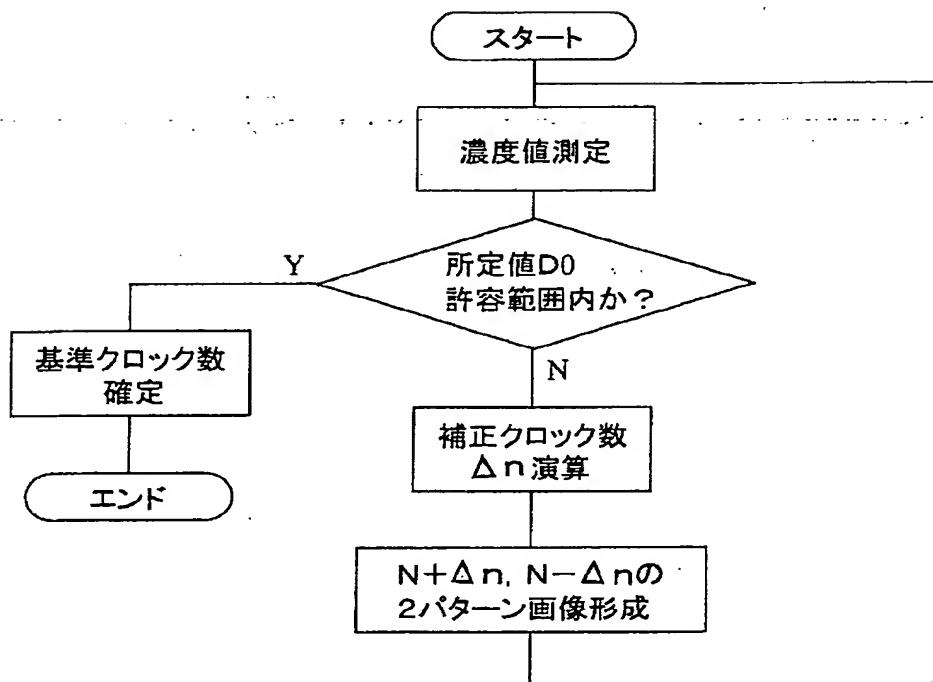 スタート
濃度値測定
所定値D0
許容範囲内か？
Y
N
基準クロック数
確定
エンド
補正クロック数
Δn演算
N+Δn, N−Δnの
2パターン画像形成